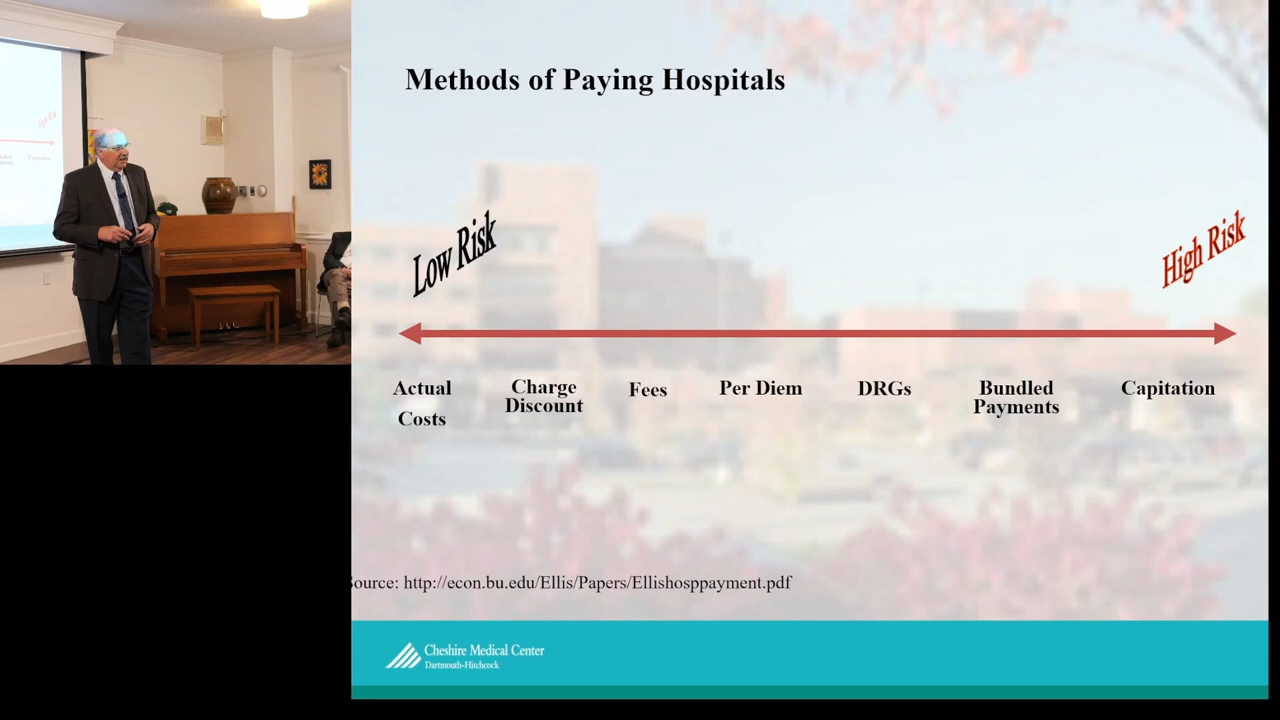 Methods of Paying Hospitals
Low Risk
High Risk
Actual
Costs
Charge
Discount
Fees
Per Diem
DRGs
Bundled
Payments
Capitation
Source: http://econ.bu.edu/Ellis/Papers/Ellishosppayment.pdf
Cheshire Medical Center
Dartmouth-Hitchcock